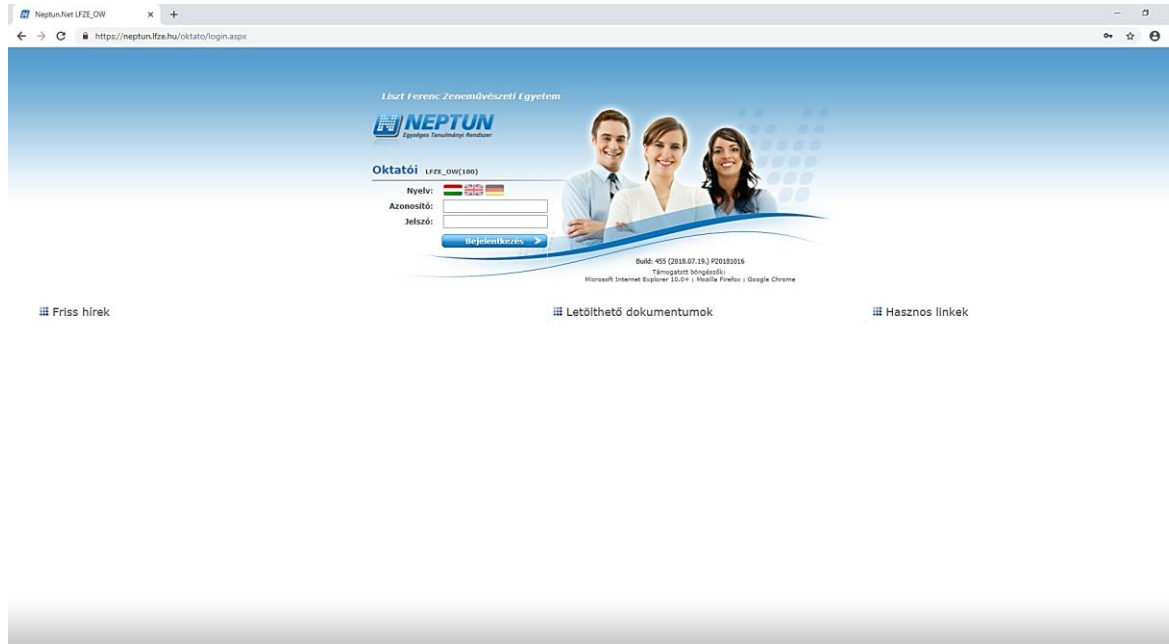 Neptun.Net LFZE_OW
https://neptun.lfze.hu/oktato/login.aspx
Liszt Ferenc Zeneművészeti Egyetem
NEPTUN
Egységes Tanulmányi Rendszer
Oktatói LFZE_OW(100)
Nyelv:
Azonosító:
Jelszó:
Bejelentkezés
Build: 455 (2018.07.19.) P20181016
Támogatott böngészők:
Microsoft Internet Explorer 10.0+ ; Mozilla Firefox ; Google Chrome
Friss hírek
Letölthető dokumentumok
Hasznos linkek